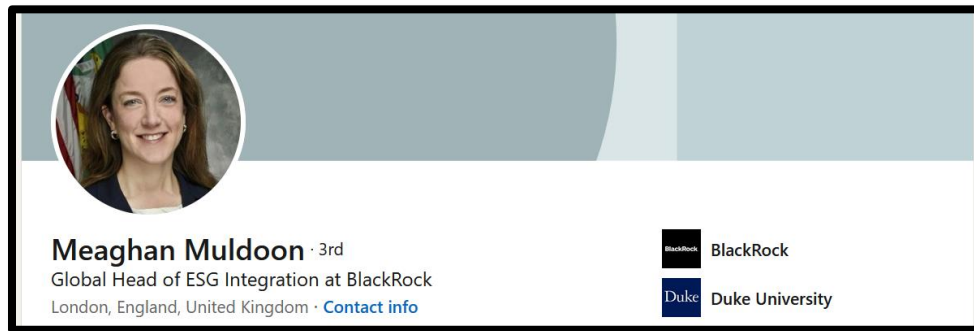 Meaghan Muldoon · 3rd
Global Head of ESG Integration at BlackRock
London, England, United Kingdom · Contact info
BlackRock BlackRock
Duke Duke University